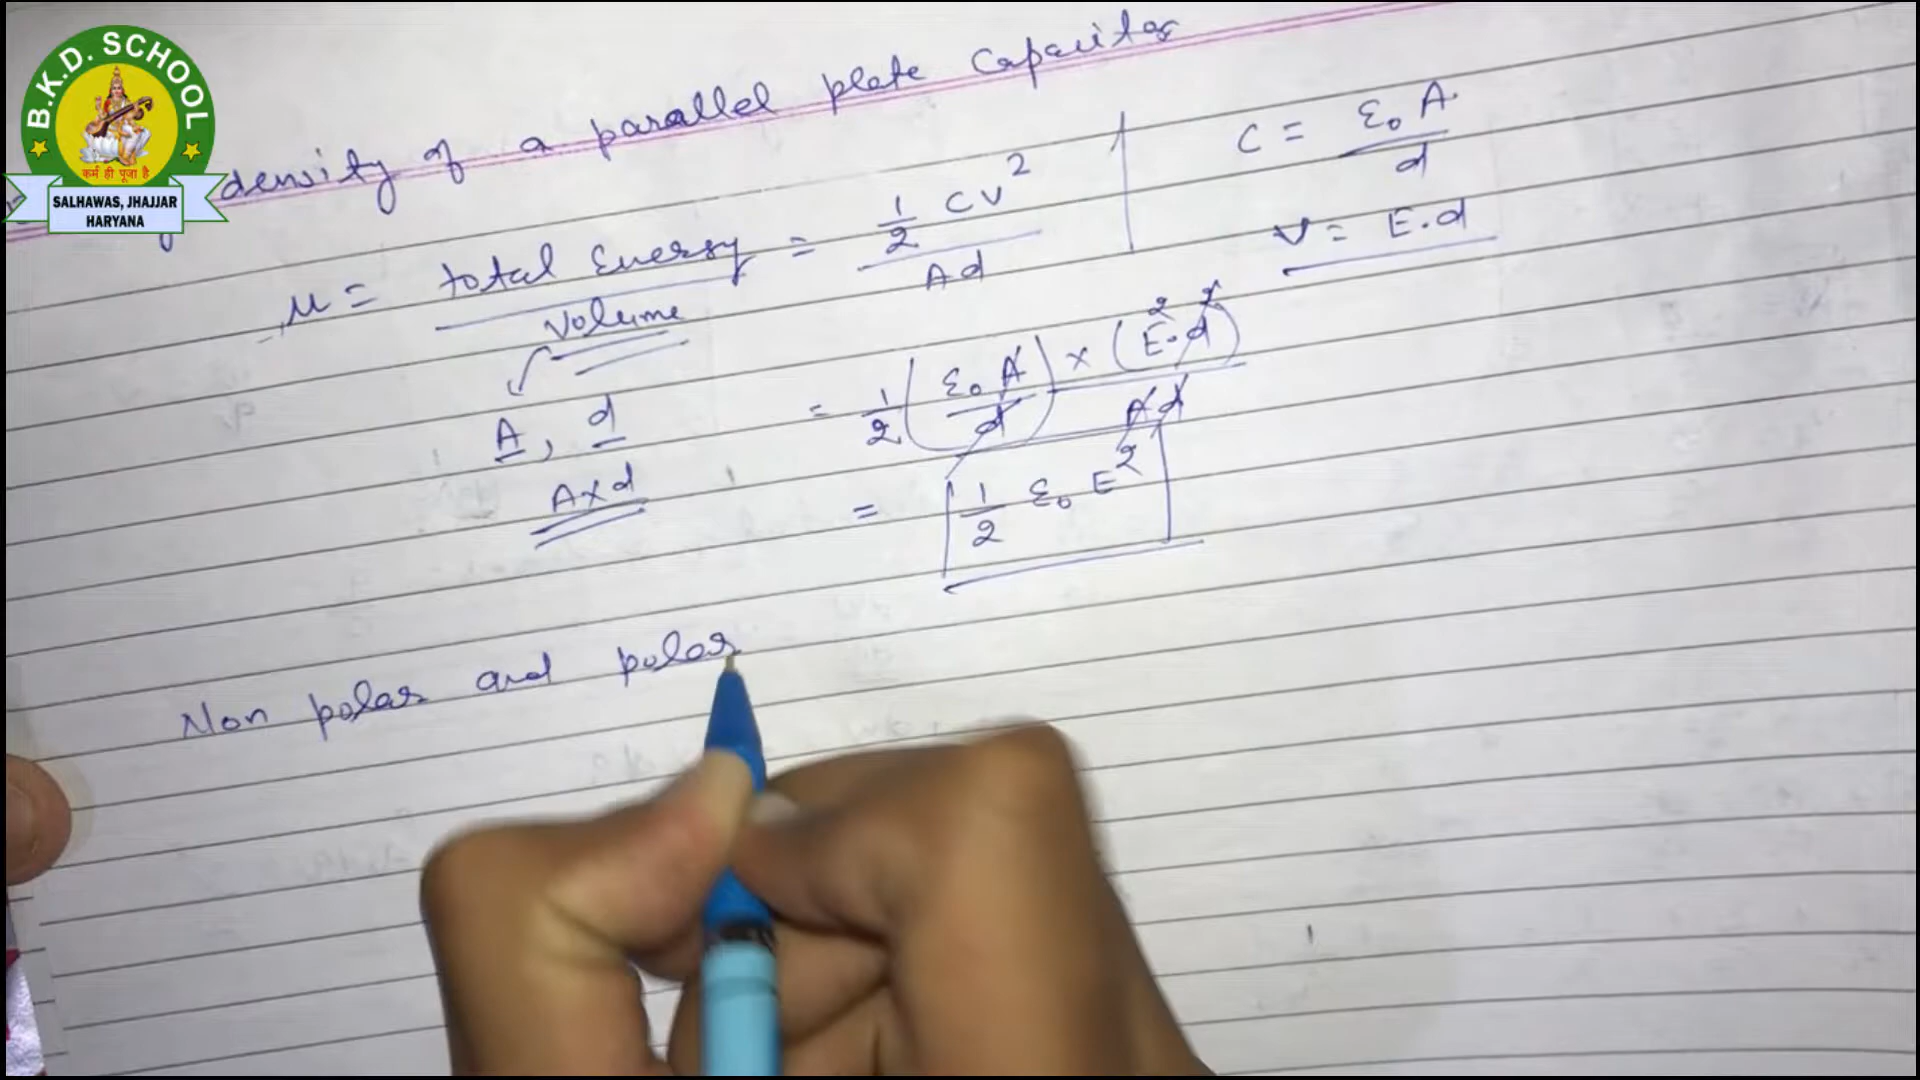 B.K.D. SCHOOL
कर्म ही पूजा है
SALHAWAS, JHAJJAR
HARYANA
density of a parallel plate capacitor
u = total Energy / Volume = 1/2 CV² / Ad
C = ε₀ A / d
V = E.d
A, d
A×d
= 1/2 (ε₀ A / d) × (E.d)² / Ad
= 1/2 ε₀ E²
Non polar and polar